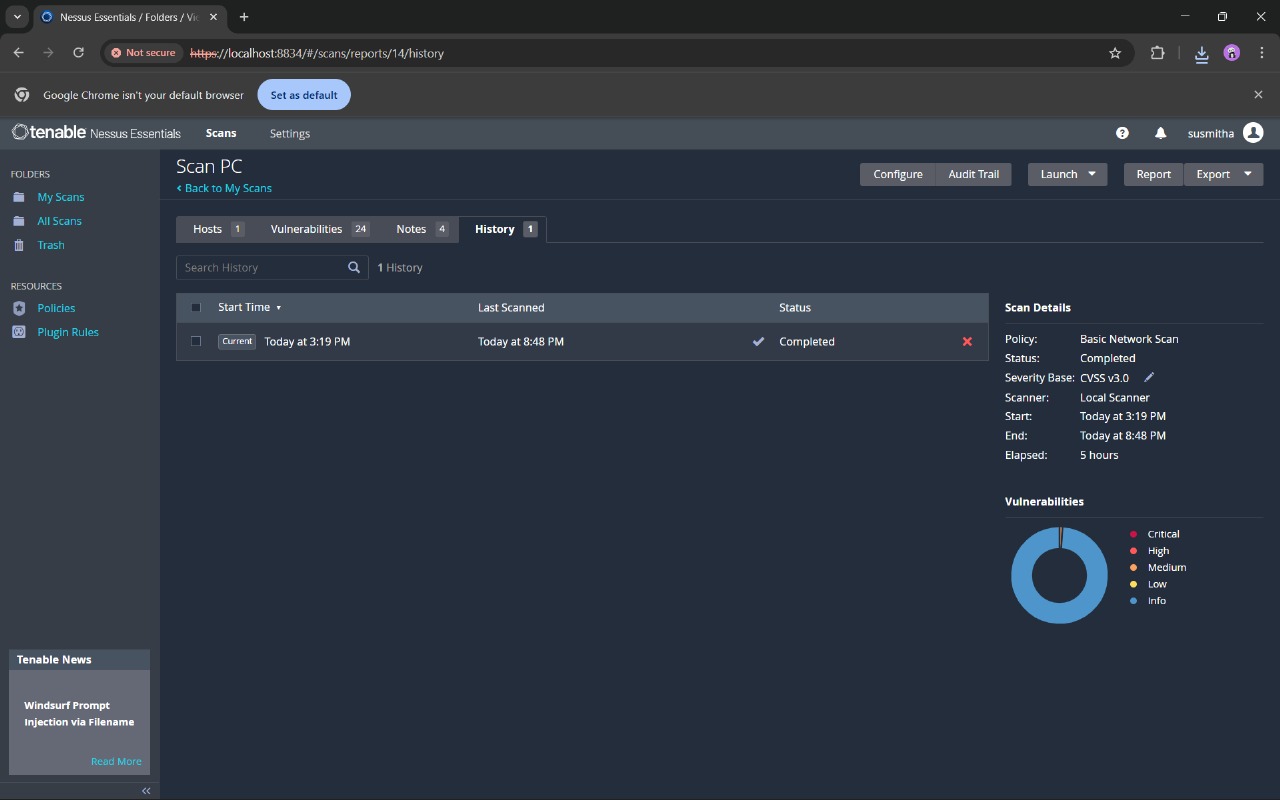 Nessus Essentials / Folders / Vi
Not secure https://localhost:8834/#/scans/reports/14/history
Google Chrome isn't your default browser Set as default
tenable Nessus Essentials Scans Settings susmitha
FOLDERS
My Scans
All Scans
Trash
RESOURCES
Policies
Plugin Rules
Tenable News
Windsurf Prompt
Injection via Filename
Read More
Scan PC
< Back to My Scans
Configure Audit Trail Launch Report Export
Hosts 1 Vulnerabilities 24 Notes 4 History 1
Search History 1 History
Start Time Last Scanned Status
Current Today at 3:19 PM Today at 8:48 PM Completed
Scan Details
Policy: Basic Network Scan
Status: Completed
Severity Base: CVSS v3.0
Scanner: Local Scanner
Start: Today at 3:19 PM
End: Today at 8:48 PM
Elapsed: 5 hours
Vulnerabilities
Critical
High
Medium
Low
Info